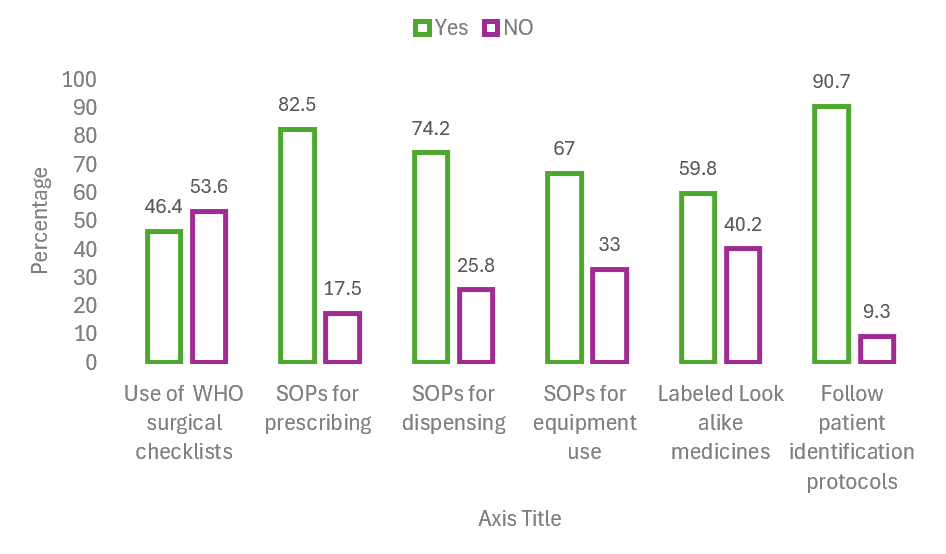 Yes NO
Percentage
100
90
80
70
60
50
40
30
20
10
0
46.4
53.6
82.5
17.5
74.2
25.8
67
33
59.8
40.2
90.7
9.3
Use of WHO
surgical
checklists
SOPs for
prescribing
SOPs for
dispensing
SOPs for
equipment
use
Labeled Look
alike
medicines
Follow
patient
identification
protocols
Axis Title